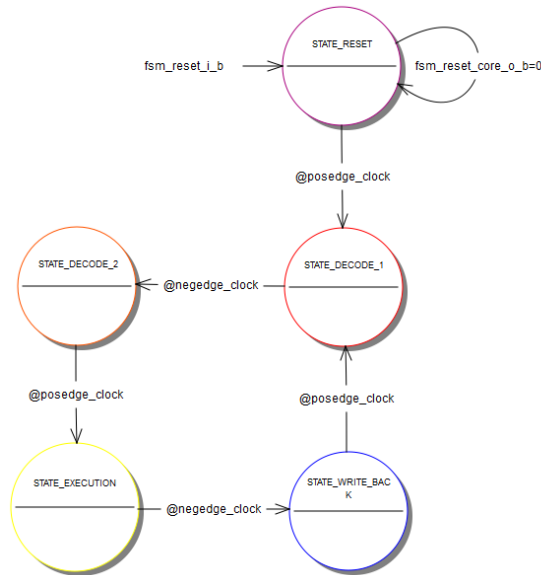 STATE_RESET
fsm_reset_i_b
fsm_reset_core_o_b=0
@posedge_clock
STATE_DECODE_2
STATE_DECODE_1
@negedge_clock
@posedge_clock
@posedge_clock
STATE_EXECUTION
STATE_WRITE_BAC
K
@negedge_clock